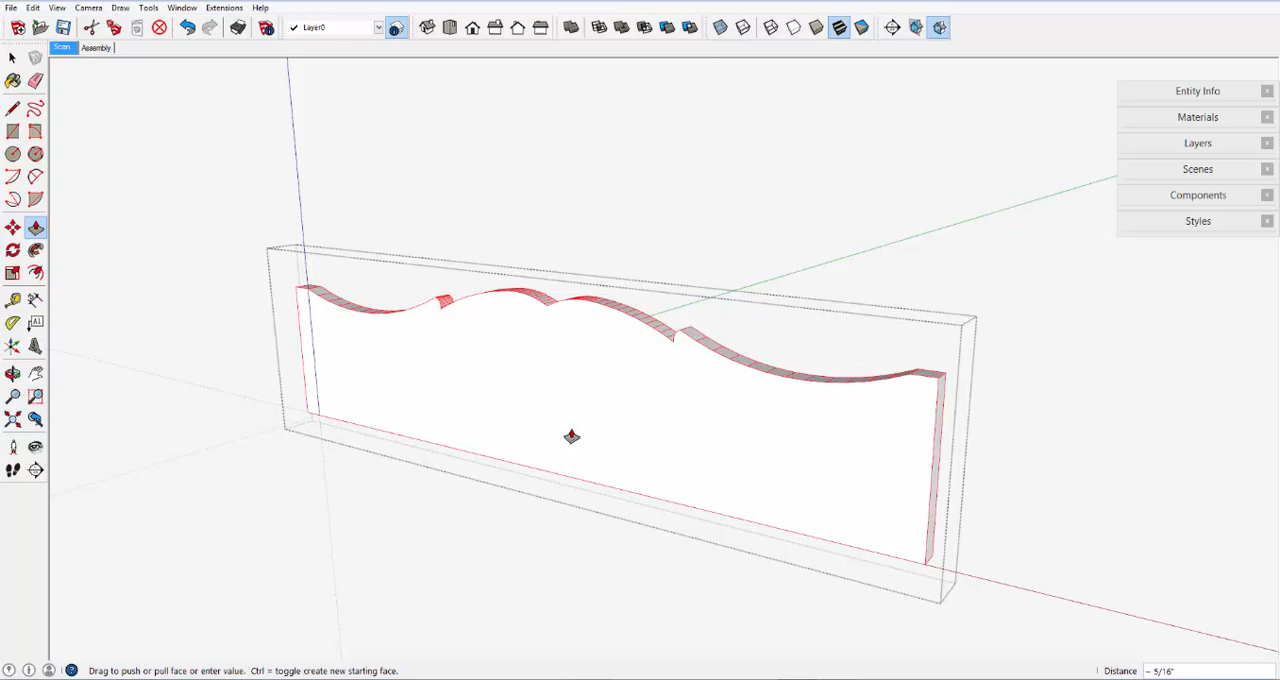 File Edit View Camera Draw Tools Window Extensions Help
✓ Layer0
Scan Assembly
Entity Info
Materials
Layers
Scenes
Components
Styles
A1
Drag to push or pull face or enter value. Ctrl = toggle create new starting face.
Distance ~ 5/16"